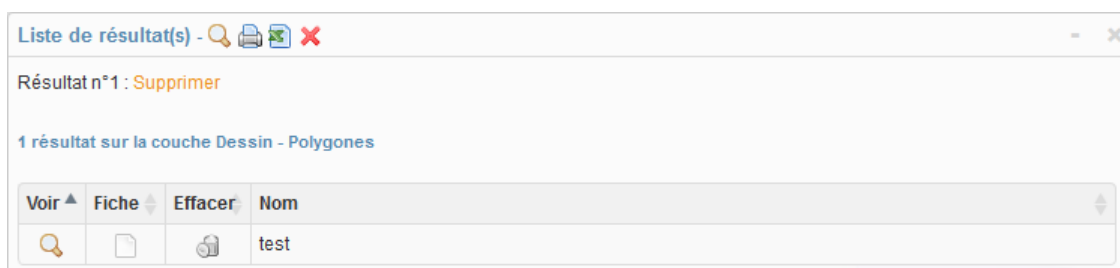 Liste de résultat(s) -
Résultat n°1 : Supprimer
1 résultat sur la couche Dessin - Polygones
Voir Fiche Effacer Nom
test